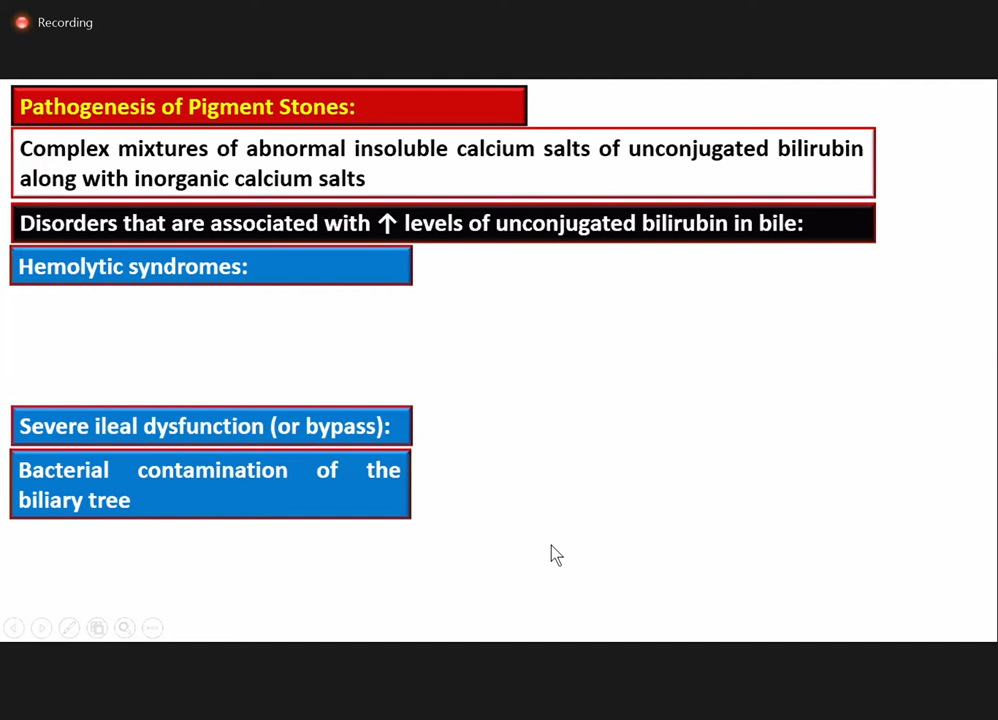 Recording
Pathogenesis of Pigment Stones:
Complex mixtures of abnormal insoluble calcium salts of unconjugated bilirubin
along with inorganic calcium salts
Disorders that are associated with ↑ levels of unconjugated bilirubin in bile:
Hemolytic syndromes:
Severe ileal dysfunction (or bypass):
Bacterial contamination of the
biliary tree